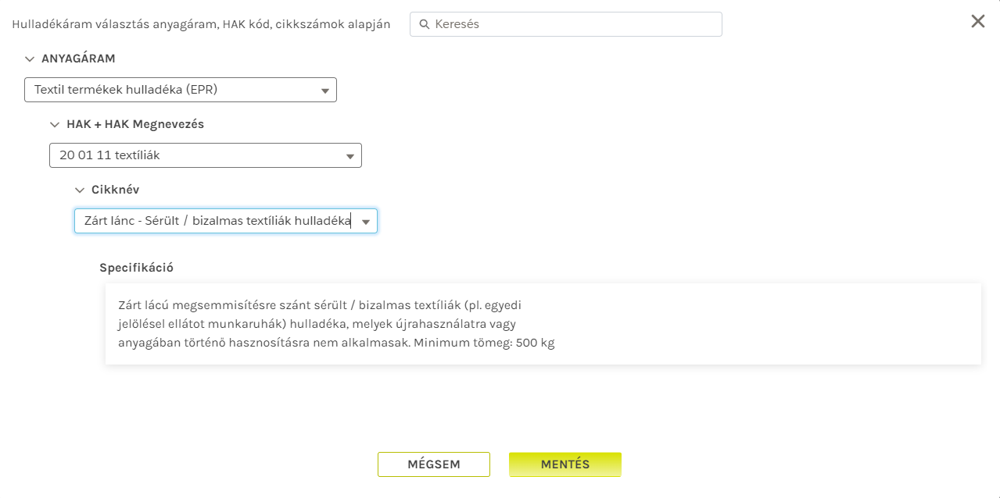 Hulladékáram választás anyagáram, HAK kód, cikkszámok alapján
Keresés
ANYAGÁRAM
Textil termékek hulladéka (EPR)
HAK + HAK Megnevezés
20 01 11 textíliák
Cikknév
Zárt lánc - Sérült / bizalmas textíliák hulladéka
Specifikáció
Zárt lácú megsemmisítésre szánt sérült / bizalmas textíliák (pl. egyedi
jelölésel ellátot munkaruhák) hulladéka, melyek újrahasználatra vagy
anyagában történő hasznosításra nem alkalmasak. Minimum tömeg: 500 kg
MÉGSEM
MENTÉS